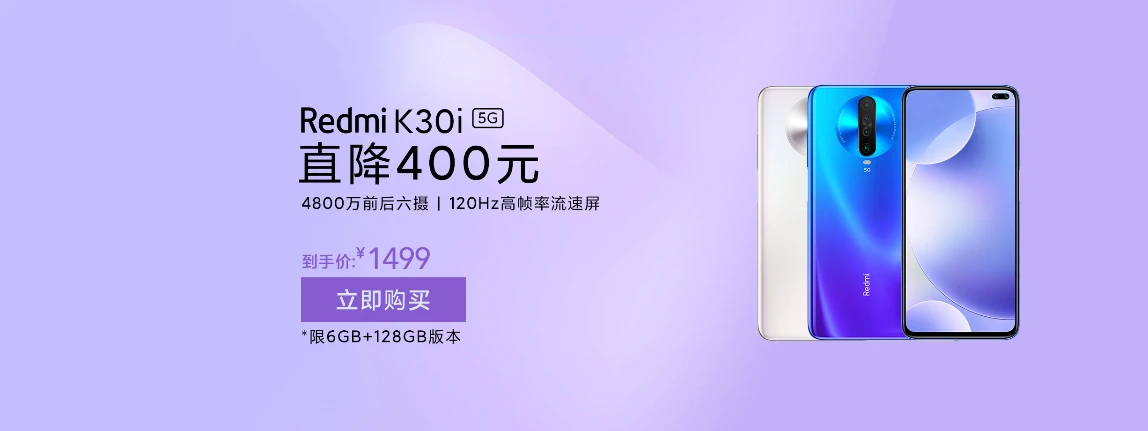 Redmi K30i 5G
直降400元
4800万前后六摄 | 120Hz高帧率流速屏
到手价:¥1499
立即购买
*限6GB+128GB版本
5G
Redmi